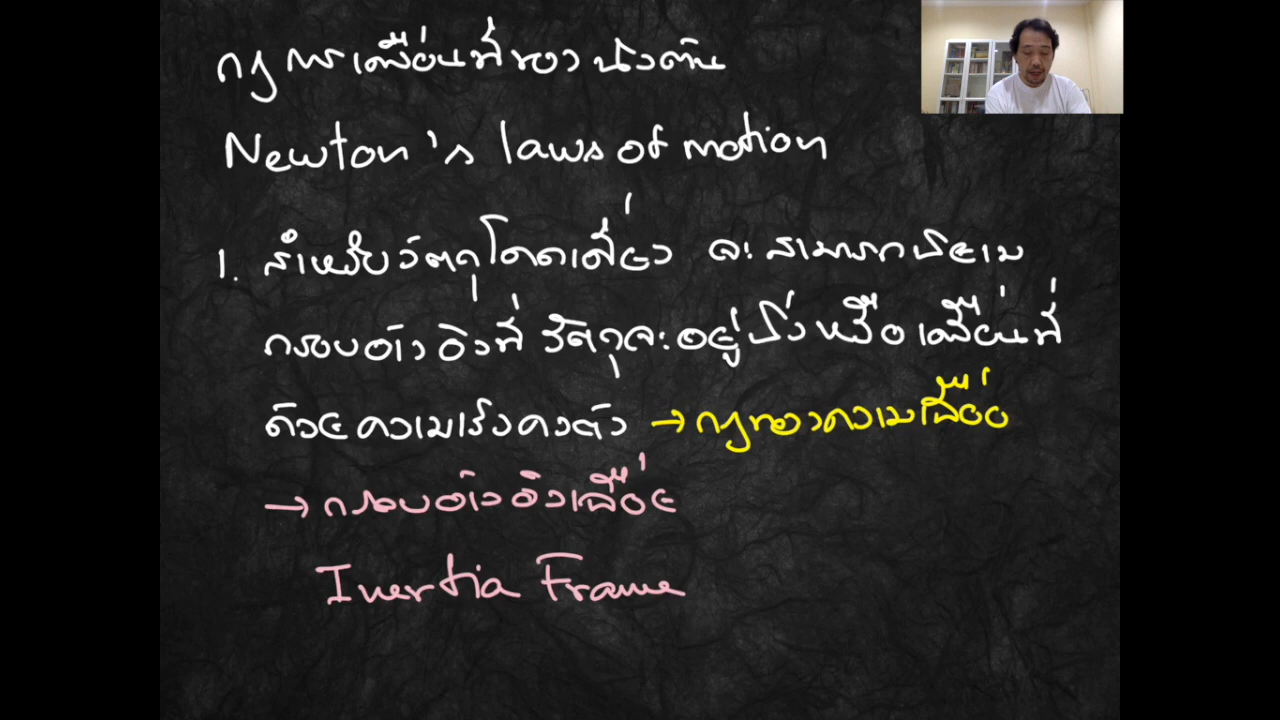 กฎการเคลื่อนที่ของนิวตัน
Newton's laws of motion
1. สำหรับวัตถุโดดเดี่ยว จะสามารถนิยาม
กรอบอ้างอิงที่ วัตถุจะอยู่นิ่งหรือเคลื่อนที่
ด้วยความเร็วคงตัว → กฎของความเฉื่อย
→ กรอบอ้างอิงเฉื่อย
Inertia Frame